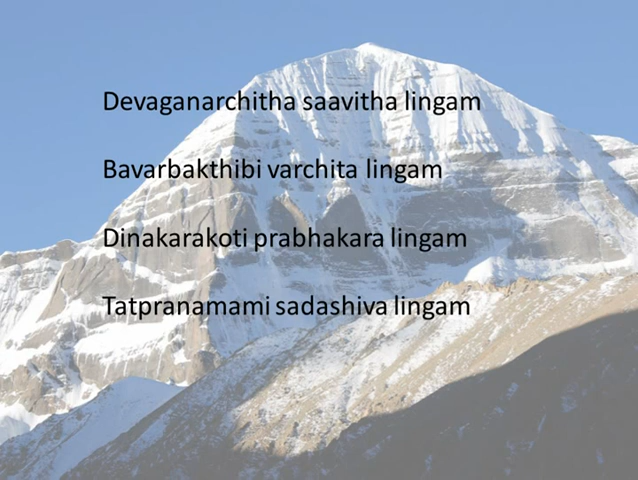 Devaganarchitha saavitha lingam
Bavarbakthibi varchita lingam
Dinakarakoti prabhakara lingam
Tatpranamami sadashiva lingam